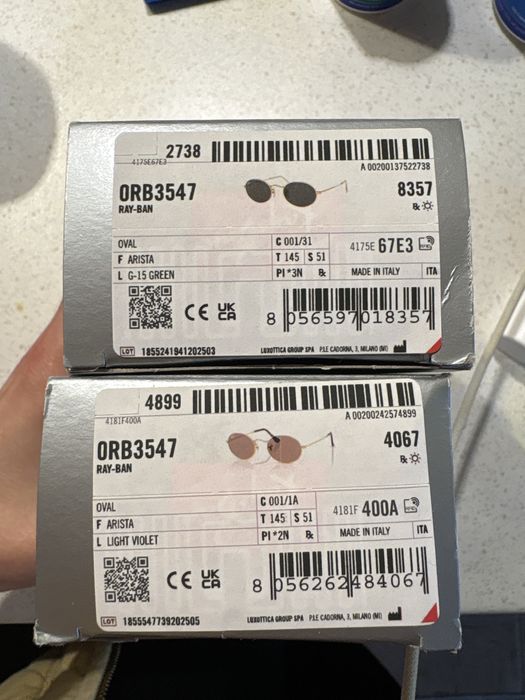 2738
4175E67E3
A 00200137522738
0RB3547
8357
RAY-BAN
OVAL
C 001/31
F ARISTA
T 145 S 51
4175E 67E3
L G-15 GREEN
PI *3N
MADE IN ITALY
ITA
CE UK CA
8 056597 018357
LOT 1855241941202503
LUXOTTICA GROUP SPA P.LE CADORNA, 3, MILANO (MI)
4899
4181F400A
A 00200242574899
0RB3547
4067
RAY-BAN
OVAL
C 001/1A
F ARISTA
T 145 S 51
4181F 400A
L LIGHT VIOLET
PI *2N
MADE IN ITALY
ITA
CE UK CA
8 056262 484067
LOT 1855547739202505
LUXOTTICA GROUP SPA P.LE CADORNA, 3, MILANO (MI)